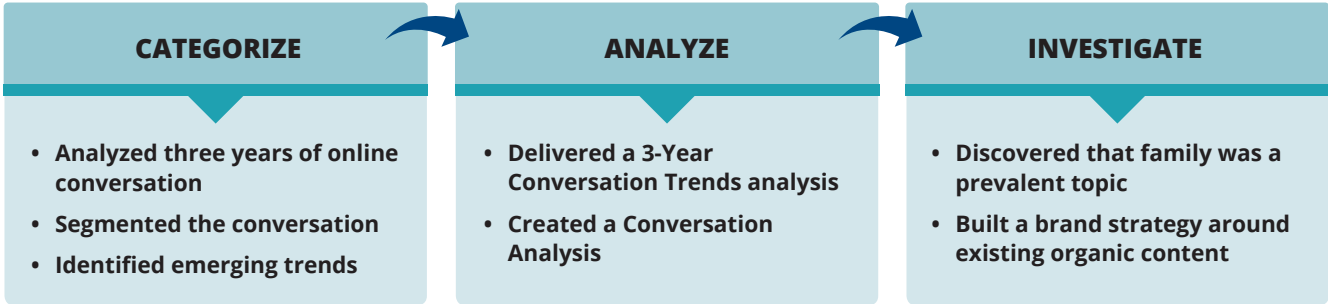 CATEGORIZE
• Analyzed three years of online
conversation
• Segmented the conversation
• Identified emerging trends
ANALYZE
• Delivered a 3-Year
Conversation Trends analysis
• Created a Conversation
Analysis
INVESTIGATE
• Discovered that family was a
prevalent topic
• Built a brand strategy around
existing organic content